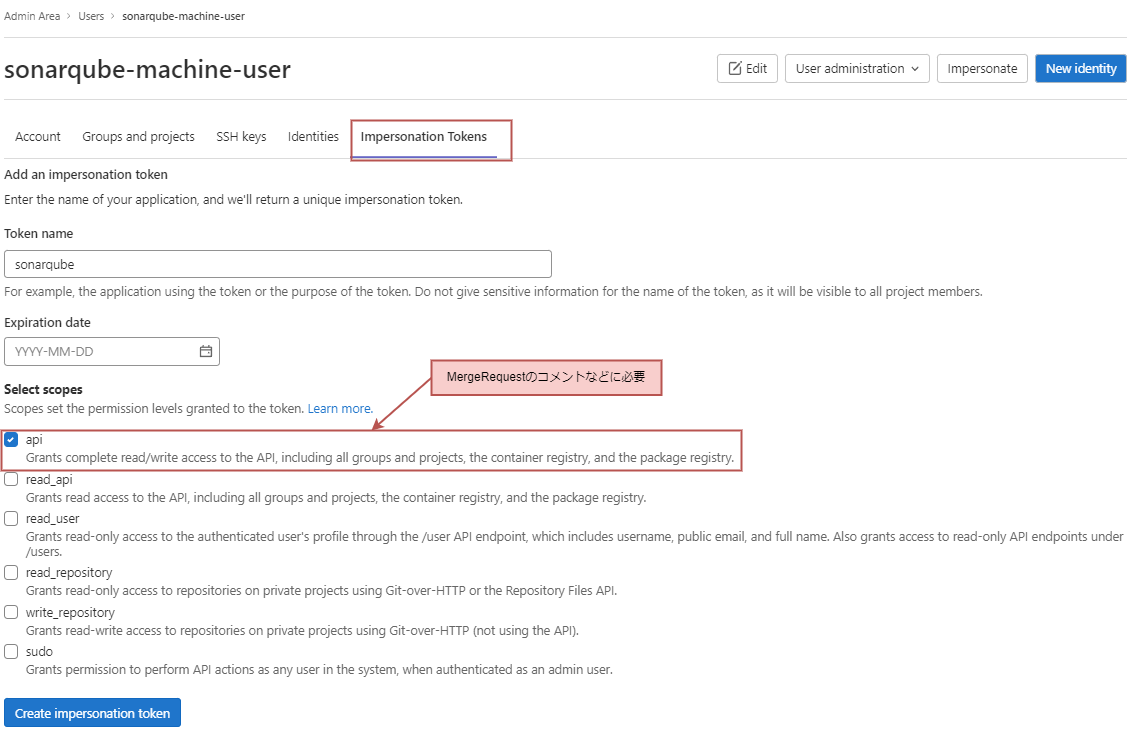 Admin Area > Users > sonarqube-machine-user
sonarqube-machine-user
Edit
User administration
Impersonate
New identity
Account
Groups and projects
SSH keys
Identities
Impersonation Tokens
Add an impersonation token
Enter the name of your application, and we'll return a unique impersonation token.
Token name
sonarqube
For example, the application using the token or the purpose of the token. Do not give sensitive information for the name of the token, as it will be visible to all project members.
Expiration date
YYYY-MM-DD
MergeRequestのコメントなどに必要
Select scopes
Scopes set the permission levels granted to the token. Learn more.
api
Grants complete read/write access to the API, including all groups and projects, the container registry, and the package registry.
read_api
Grants read access to the API, including all groups and projects, the container registry, and the package registry.
read_user
Grants read-only access to the authenticated user's profile through the /user API endpoint, which includes username, public email, and full name. Also grants access to read-only API endpoints under
/users.
read_repository
Grants read-only access to repositories on private projects using Git-over-HTTP or the Repository Files API.
write_repository
Grants read-write access to repositories on private projects using Git-over-HTTP (not using the API).
sudo
Grants permission to perform API actions as any user in the system, when authenticated as an admin user.
Create impersonation token